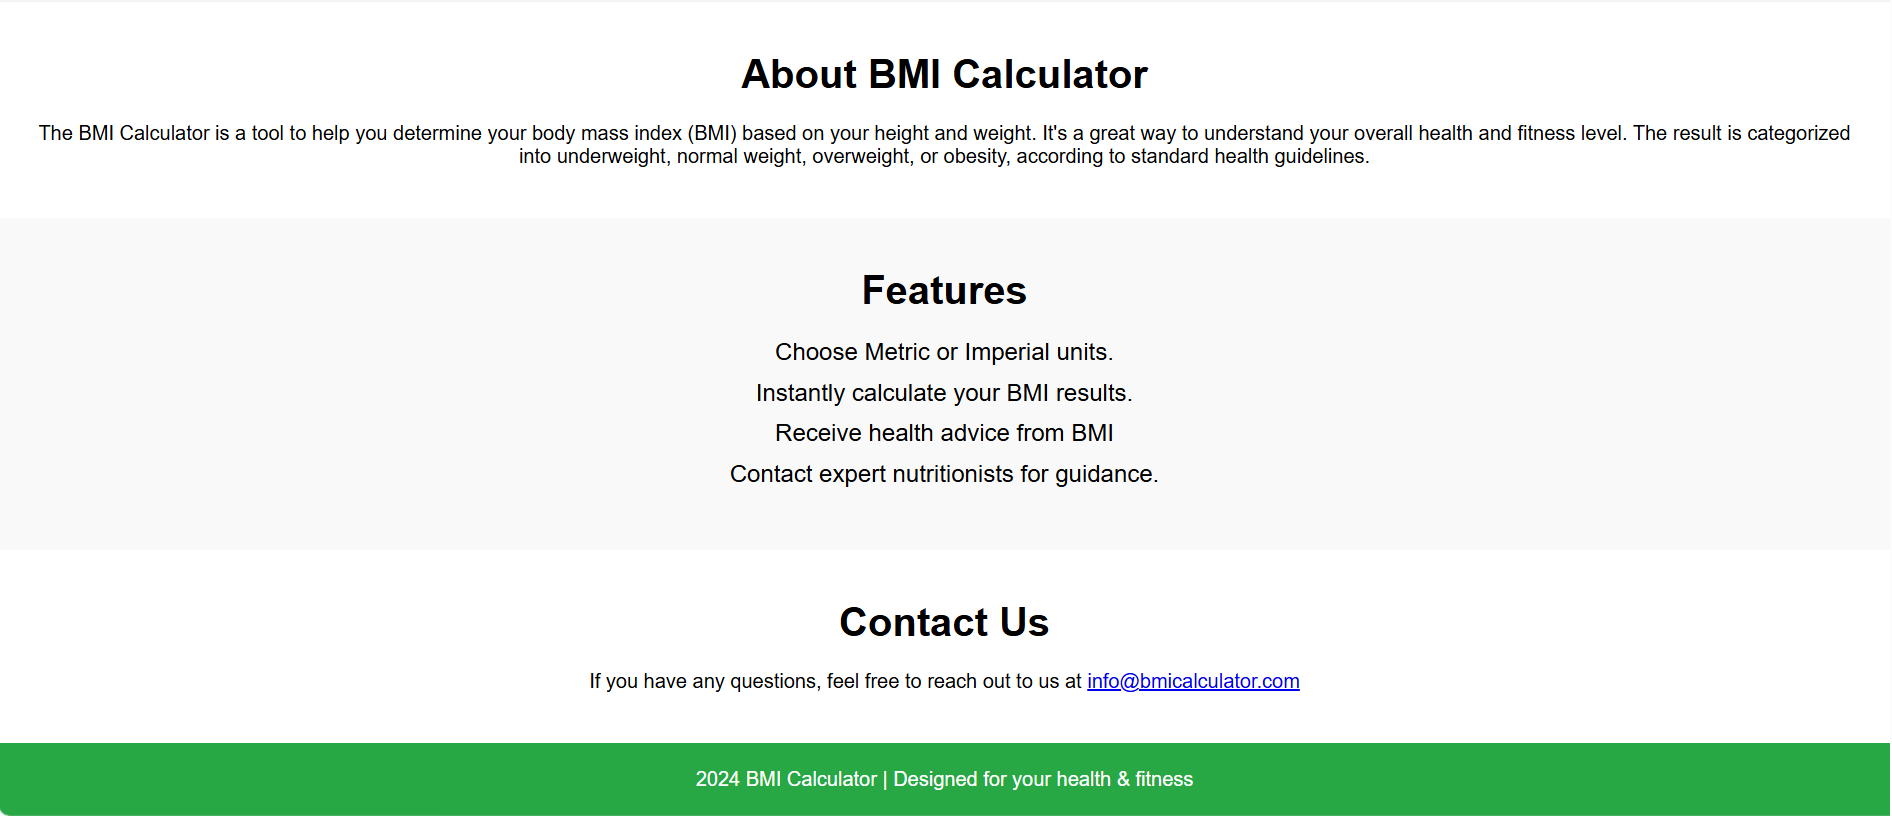 About BMI Calculator
The BMI Calculator is a tool to help you determine your body mass index (BMI) based on your height and weight. It's a great way to understand your overall health and fitness level. The result is categorized
into underweight, normal weight, overweight, or obesity, according to standard health guidelines.
Features
Choose Metric or Imperial units.
Instantly calculate your BMI results.
Receive health advice from BMI
Contact expert nutritionists for guidance.
Contact Us
If you have any questions, feel free to reach out to us at info@bmicalculator.com
2024 BMI Calculator | Designed for your health & fitness